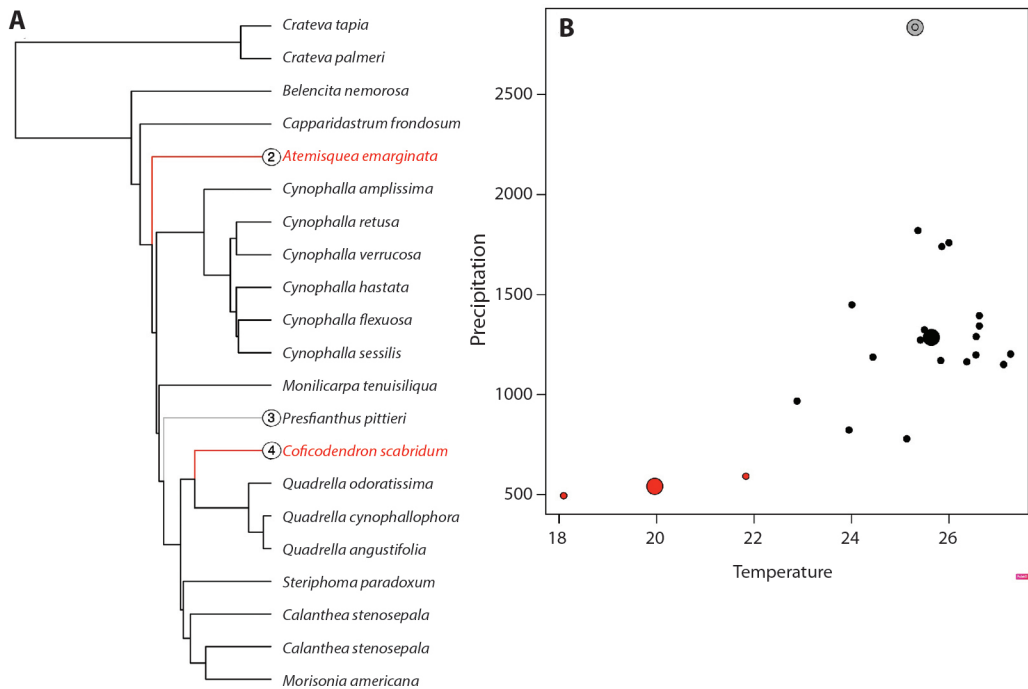 A
Crateva tapia
Crateva palmeri
Belencita nemorosa
Capparidastrum frondosum
2 Atemisquea emarginata
Cynophalla amplissima
Cynophalla retusa
Cynophalla verrucosa
Cynophalla hastata
Cynophalla flexuosa
Cynophalla sessilis
Monilicarpa tenuisiliqua
3 Presfianthus pittieri
4 Coficodendron scabridum
Quadrella odoratissima
Quadrella cynophallophora
Quadrella angustifolia
Steriphoma paradoxum
Calanthea stenosepala
Calanthea stenosepala
Morisonia americana
B
Precipitation
2500
2000
1500
1000
500
18 20 22 24 26
Temperature